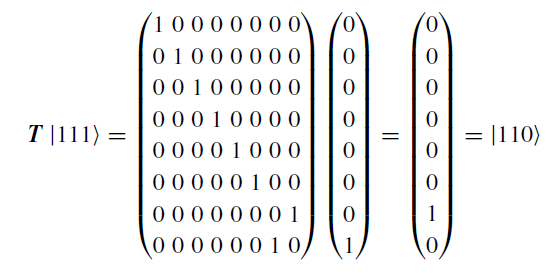 T |111⟩ = ( 1 0 0 0 0 0 0 0 ) ( 0 ) = ( 0 ) = |110⟩
0 1 0 0 0 0 0 0 0 0
0 0 1 0 0 0 0 0 0 0
0 0 0 1 0 0 0 0 0 0
0 0 0 0 1 0 0 0 0 0
0 0 0 0 0 1 0 0 0 0
0 0 0 0 0 0 0 1 0 1
0 0 0 0 0 0 1 0 1 0